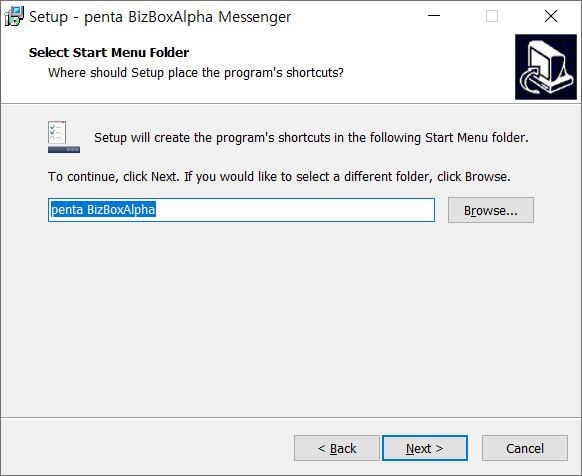 Setup - penta BizBoxAlpha Messenger
Select Start Menu Folder
Where should Setup place the program's shortcuts?
Setup will create the program's shortcuts in the following Start Menu folder.
To continue, click Next. If you would like to select a different folder, click Browse.
penta BizBoxAlpha
Browse...
< Back
Next >
Cancel